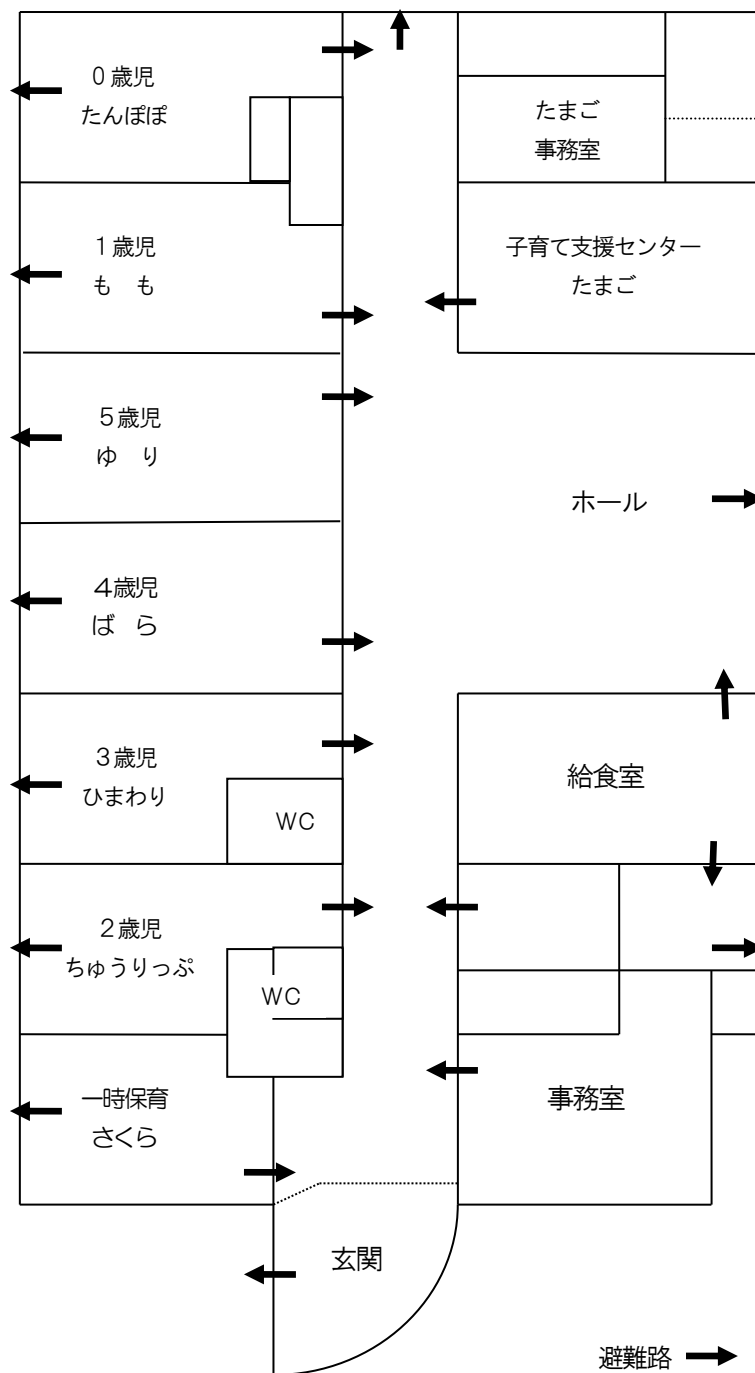 ０歳児
たんぽぽ
たまご
事務室
１歳児
も　も
子育て支援センター
たまご
５歳児
ゆ　り
ホール
４歳児
ば　ら
３歳児
ひまわり
WC
給食室
２歳児
ちゅうりっぷ
WC
一時保育
さくら
事務室
玄関
避難路